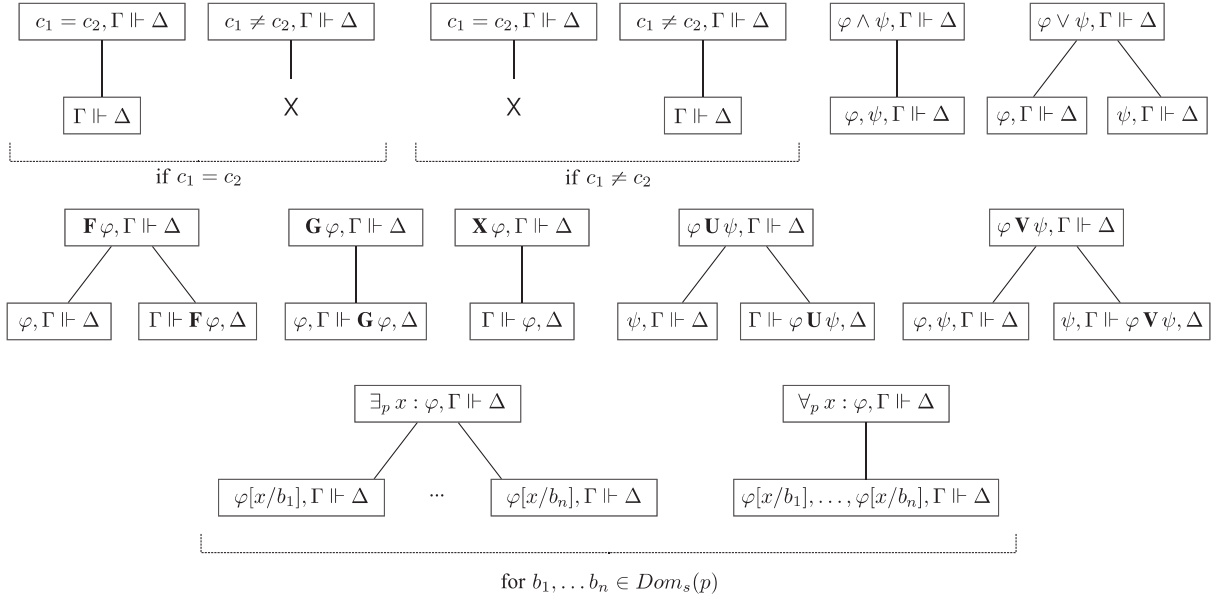 c₁ = c₂, Γ ⊩ Δ
c₁ ≠ c₂, Γ ⊩ Δ
c₁ = c₂, Γ ⊩ Δ
c₁ ≠ c₂, Γ ⊩ Δ
φ ∧ ψ, Γ ⊩ Δ
φ ∨ ψ, Γ ⊩ Δ
Γ ⊩ Δ
X
X
Γ ⊩ Δ
φ, ψ, Γ ⊩ Δ
φ, Γ ⊩ Δ
ψ, Γ ⊩ Δ
if c₁ = c₂
if c₁ ≠ c₂
F φ, Γ ⊩ Δ
G φ, Γ ⊩ Δ
X φ, Γ ⊩ Δ
φ U ψ, Γ ⊩ Δ
φ V ψ, Γ ⊩ Δ
φ, Γ ⊩ Δ
Γ ⊩ F φ, Δ
φ, Γ ⊩ G φ, Δ
Γ ⊩ φ, Δ
ψ, Γ ⊩ Δ
Γ ⊩ φ U ψ, Δ
φ, ψ, Γ ⊩ Δ
ψ, Γ ⊩ φ V ψ, Δ
∃ₚ x : φ, Γ ⊩ Δ
∀ₚ x : φ, Γ ⊩ Δ
φ[x/b₁], Γ ⊩ Δ
...
φ[x/bₙ], Γ ⊩ Δ
φ[x/b₁], . . . , φ[x/bₙ], Γ ⊩ Δ
for b₁, . . . bₙ ∈ Domₛ(p)